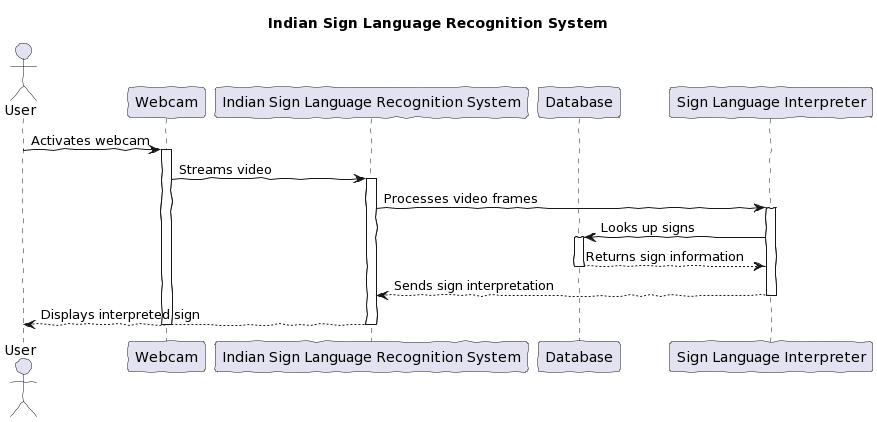 Indian Sign Language Recognition System
User
Webcam
Indian Sign Language Recognition System
Database
Sign Language Interpreter
Activates webcam
Streams video
Processes video frames
Looks up signs
Returns sign information
Sends sign interpretation
Displays interpreted sign
User
Webcam
Indian Sign Language Recognition System
Database
Sign Language Interpreter